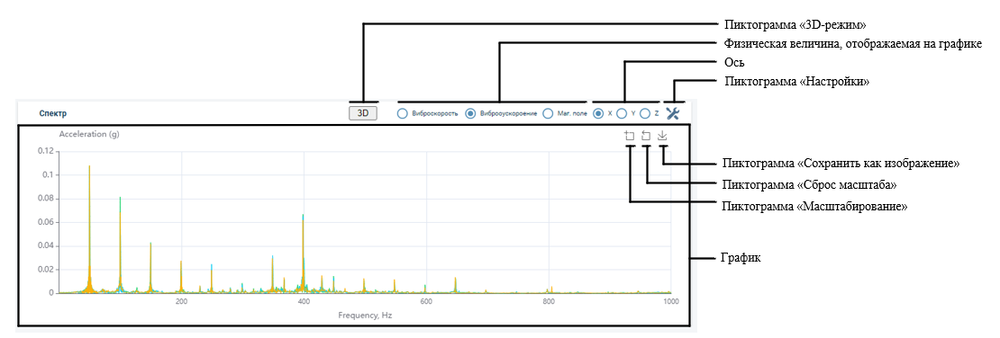 Пиктограмма «3D-режим»
Физическая величина, отображаемая на графике
Ось
Пиктограмма «Настройки»
Спектр
3D
Виброскорость Виброускороение Маг. поле X Y Z
Acceleration (g)
0.12
0.1
0.08
0.06
0.04
0.02
0
200 400 600 800 1000
Frequency, Hz
Пиктограмма «Сохранить как изображение»
Пиктограмма «Сброс масштаба»
Пиктограмма «Масштабирование»
График